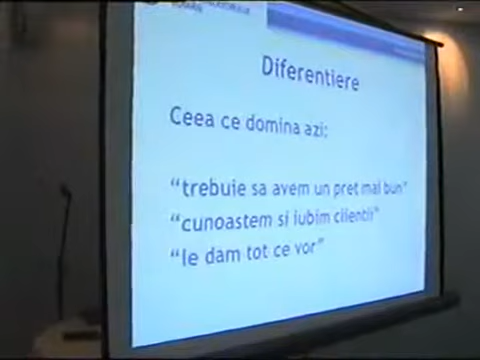 Diferentiere
Ceea ce domina azi:
“trebuie sa avem un pret mai bun”
“cunoastem si iubim clientii”
“le dam tot ce vor”